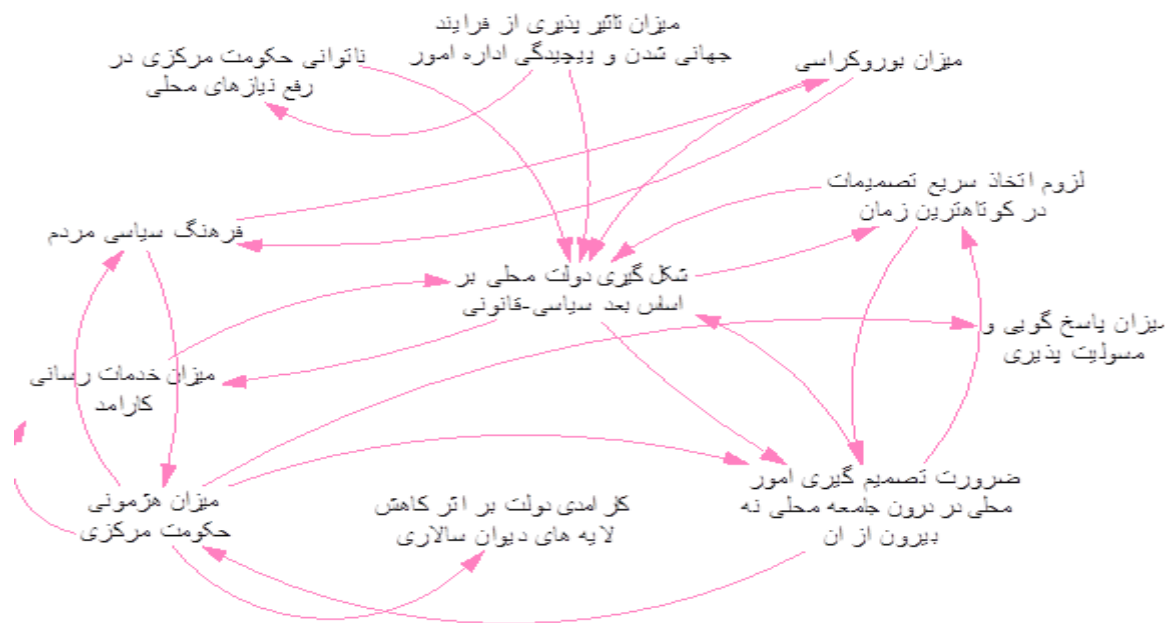 میزان تاثیر پذیری از فرایند
جهانی شدن و پیچیدگی اداره امور
ناتوانی حکومت مرکزی در
رفع نیازهای محلی
میزان بوروکراسی
لزوم اتخاذ سریع تصمیمات
در کوتاهترین زمان
فرهنگ سیاسی مردم
شکل گیری دولت محلی بر
اساس بعد سیاسی-قانونی
میزان پاسخ گویی و
مسولیت پذیری
میزان خدمات رسانی
کارامد
ضرورت تصمیم گیری امور
محلی در درون جامعه محلی نه
بیرون از ان
میزان هژمونی
حکومت مرکزی
کار امدی دولت بر اثر کاهش
لایه های دیوان سالاری